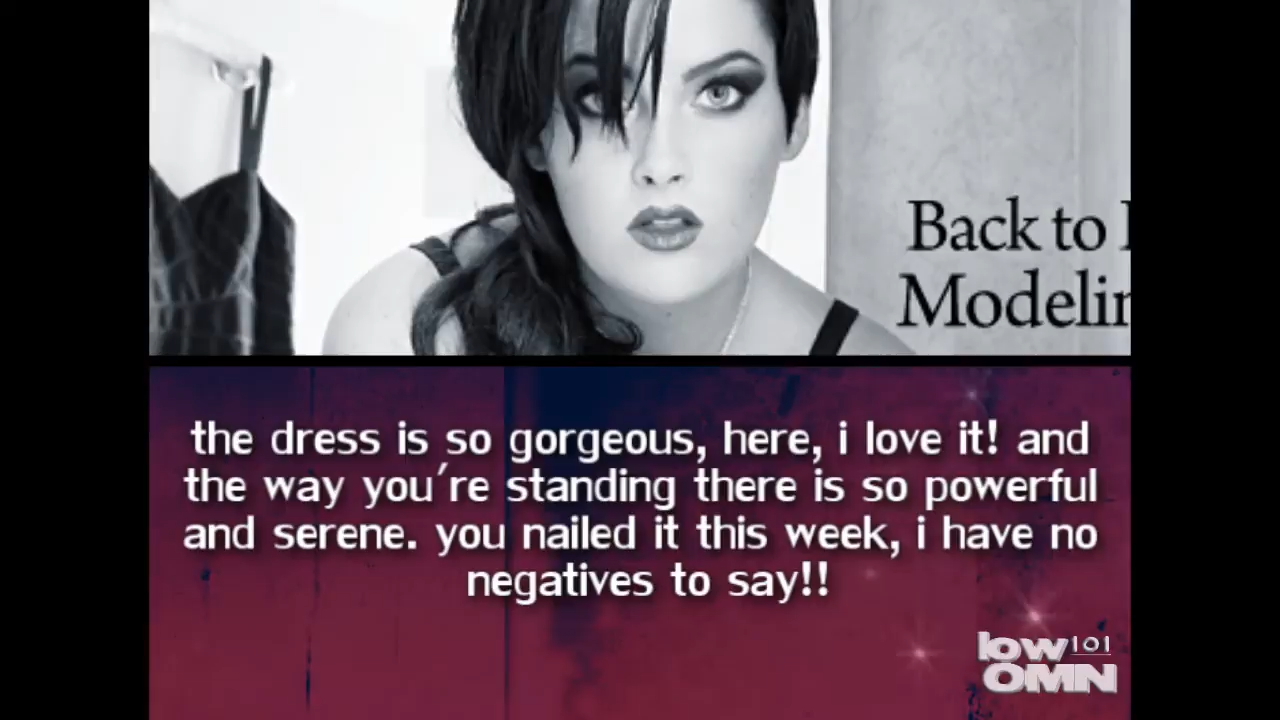 Back to
Modelin
the dress is so gorgeous, here, i love it! and
the way you're standing there is so powerful
and serene. you nailed it this week, i have no
negatives to say!!
low 101
OMN